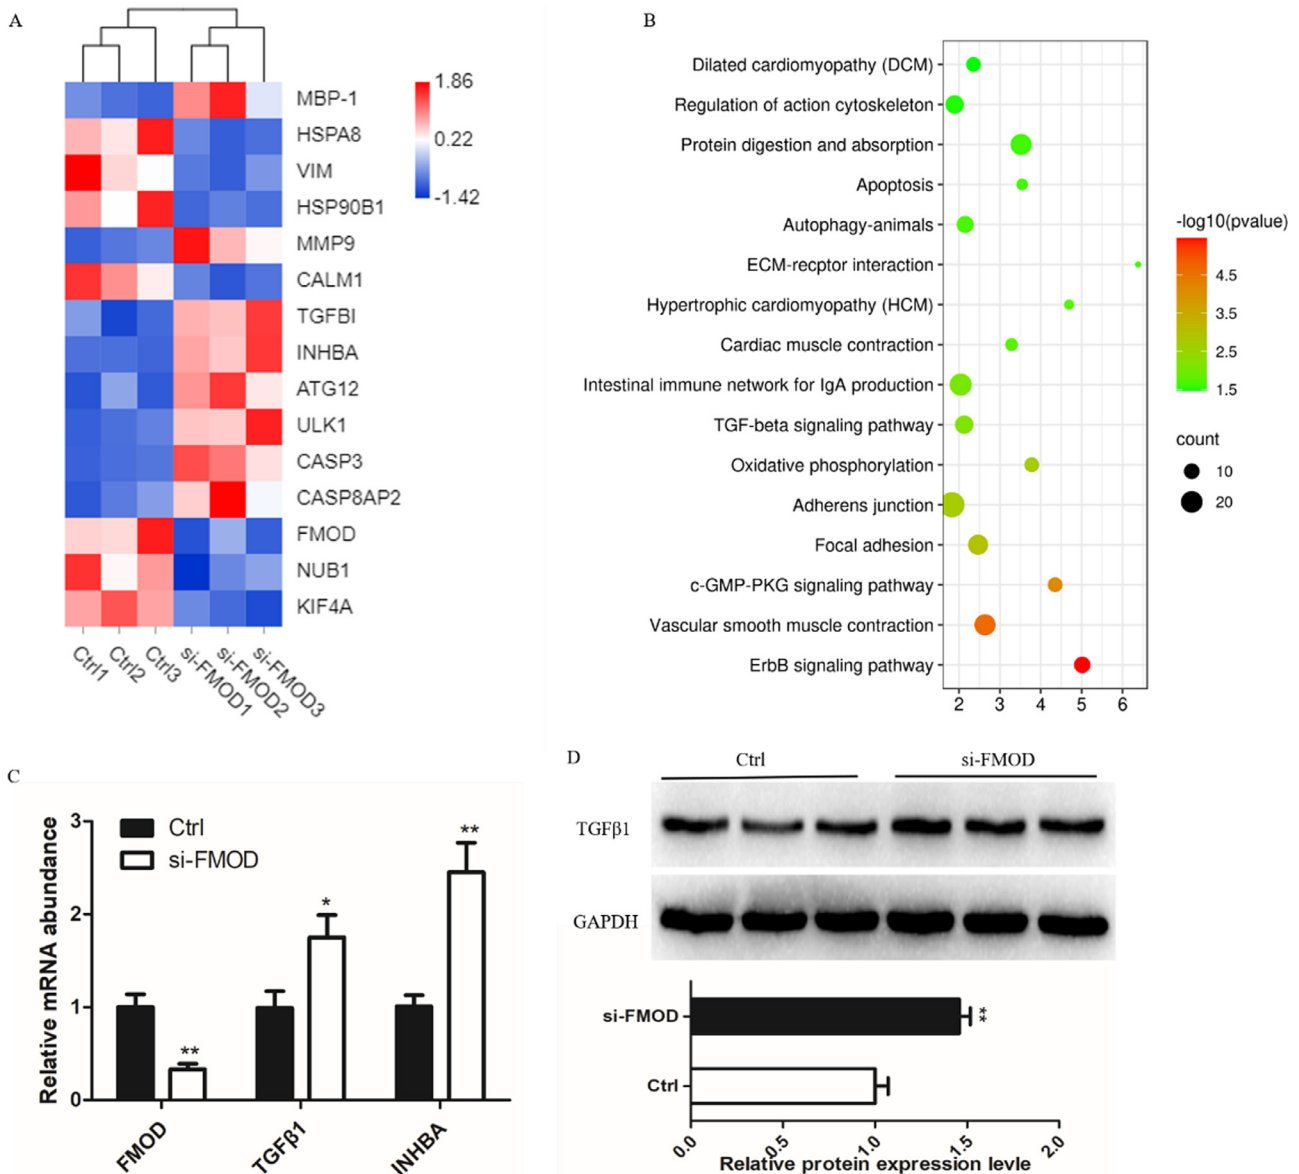 A
1.86
0.22
-1.42
MBP-1
HSPA8
VIM
HSP90B1
MMP9
CALM1
TGFBI
INHBA
ATG12
ULK1
CASP3
CASP8AP2
FMOD
NUB1
KIF4A
Ctrl1
Ctrl2
Ctrl3
si-FMOD1
si-FMOD2
si-FMOD3
B
Dilated cardiomyopathy (DCM)
Regulation of action cytoskeleton
Protein digestion and absorption
Apoptosis
Autophagy-animals
ECM-recptor interaction
Hypertrophic cardiomyopathy (HCM)
Cardiac muscle contraction
Intestinal immune network for IgA production
TGF-beta signaling pathway
Oxidative phosphorylation
Adherens junction
Focal adhesion
c-GMP-PKG signaling pathway
Vascular smooth muscle contraction
ErbB signaling pathway
2 3 4 5 6
-log10(pvalue)
4.5
3.5
2.5
1.5
count
10
20
C
Relative mRNA abundance
3
2
1
0
Ctrl
si-FMOD
**
*
**
FMOD
TGFβ1
INHBA
D
Ctrl si-FMOD
TGFβ1
GAPDH
si-FMOD
**
Ctrl
0.0 0.5 1.0 1.5 2.0
Relative protein expression levle